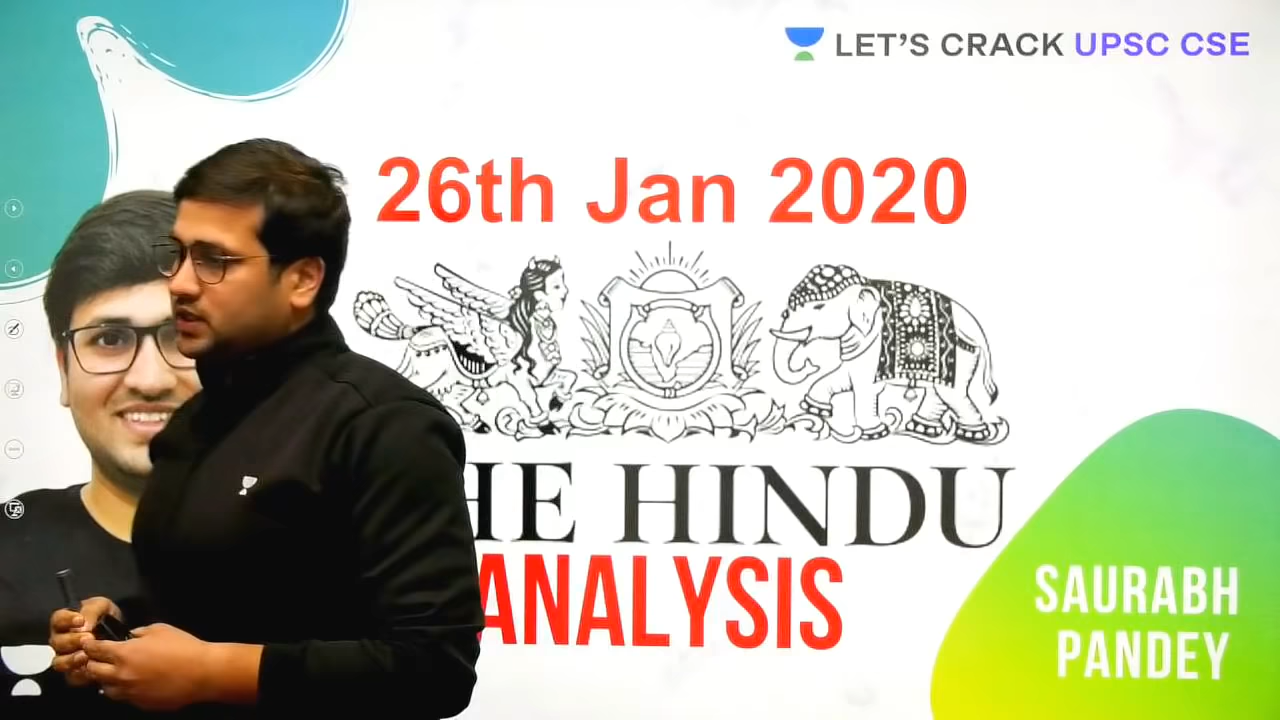 LET'S CRACK UPSC CSE
26th Jan 2020
HE HINDU
ANALYSIS
SAURABH
PANDEY